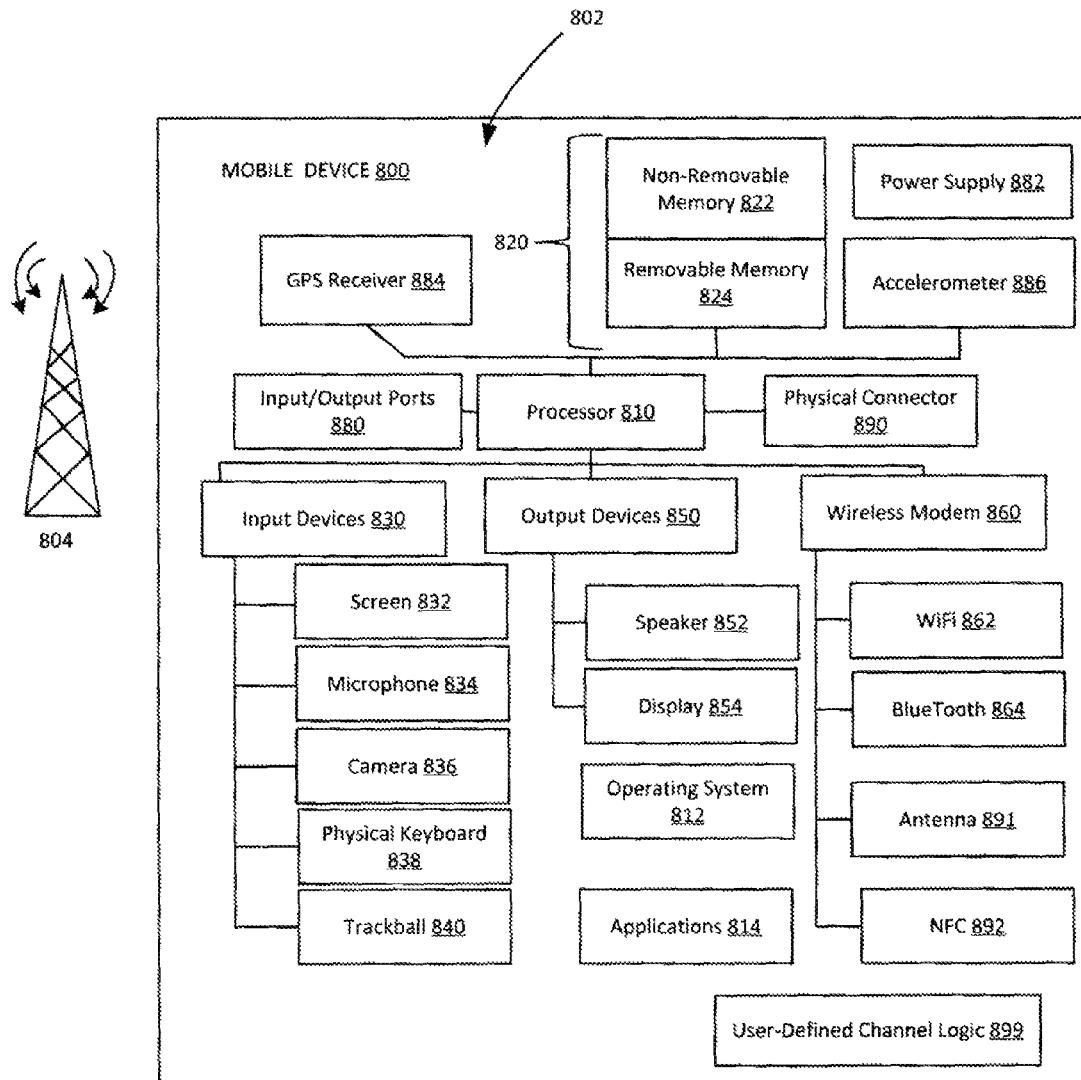 802
MOBILE DEVICE 800
Non-Removable
Memory 822
Power Supply 882
820
GPS Receiver 884
Removable Memory
824
Accelerometer 886
Input/Output Ports
880
Processor 810
Physical Connector
890
Input Devices 830
Output Devices 850
Wireless Modem 860
804
Screen 832
Speaker 852
WiFi 862
Microphone 834
Display 854
BlueTooth 864
Camera 836
Operating System
812
Antenna 891
Physical Keyboard
838
Trackball 840
Applications 814
NFC 892
User-Defined Channel Logic 899